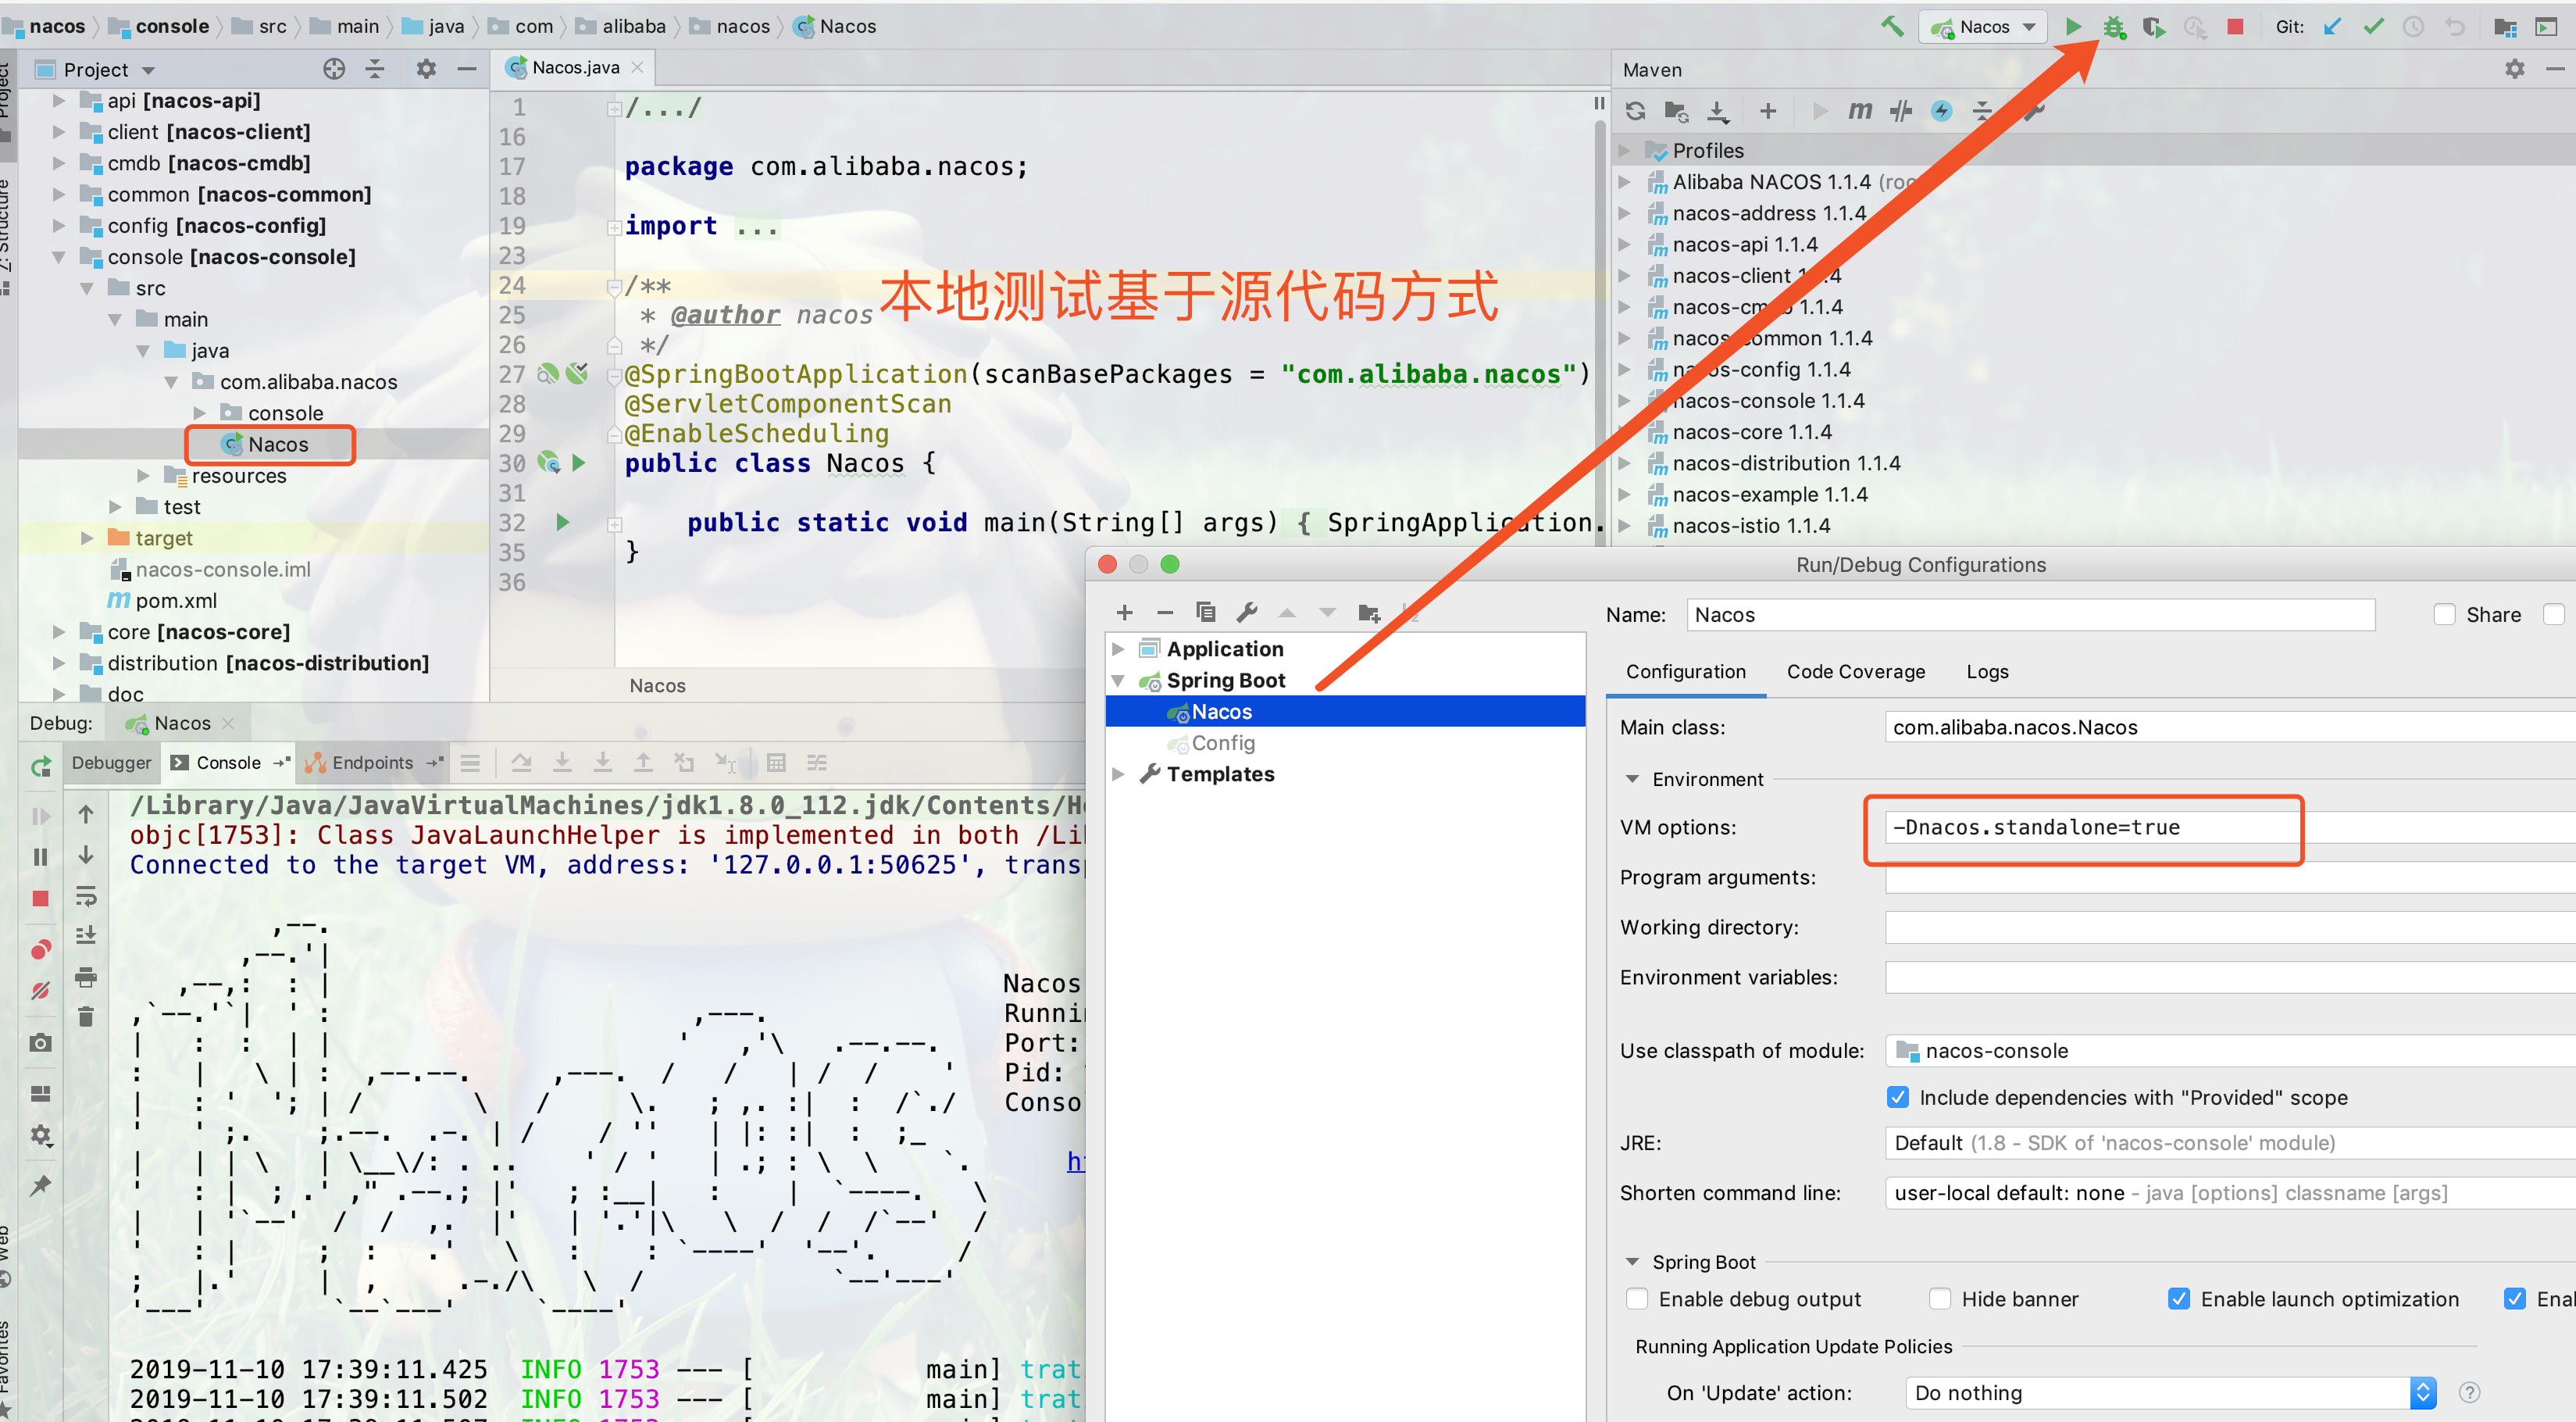 nacos console src main java com alibaba nacos Nacos
Nacos Git:
Project
Nacos.java
Maven
Project
Z: Structure
Web
Favorites
api [nacos-api]
client [nacos-client]
cmdb [nacos-cmdb]
common [nacos-common]
config [nacos-config]
console [nacos-console]
src
main
java
com.alibaba.nacos
console
Nacos
resources
test
target
nacos-console.iml
pom.xml
core [nacos-core]
distribution [nacos-distribution]
doc
1 /.../
16
17 package com.alibaba.nacos;
18
19 import ...
23
24 /**
本地测试基于源代码方式
25 * @author nacos
26 */
27 @SpringBootApplication(scanBasePackages = "com.alibaba.nacos")
28 @ServletComponentScan
29 @EnableScheduling
30 public class Nacos {
31
32 public static void main(String[] args) { SpringApplication.
35 }
36
Nacos
Profiles
Alibaba NACOS 1.1.4 (roo
nacos-address 1.1.4
nacos-api 1.1.4
nacos-client 1.1.4
nacos-cmdb 1.1.4
nacos-common 1.1.4
nacos-config 1.1.4
nacos-console 1.1.4
nacos-core 1.1.4
nacos-distribution 1.1.4
nacos-example 1.1.4
nacos-istio 1.1.4
Debug: Nacos
Debugger Console Endpoints
/Library/Java/JavaVirtualMachines/jdk1.8.0_112.jdk/Contents/Ho
objc[1753]: Class JavaLaunchHelper is implemented in both /Lib
Connected to the target VM, address: '127.0.0.1:50625', transp
Nacos
Runnin
Port:
Pid:
Conso
h
2019-11-10 17:39:11.425 INFO 1753 --- [ main] trat
2019-11-10 17:39:11.502 INFO 1753 --- [ main] trat
Run/Debug Configurations
Application
Spring Boot
Nacos
Config
Templates
Name: Nacos Share
Configuration Code Coverage Logs
Main class: com.alibaba.nacos.Nacos
Environment
VM options: -Dnacos.standalone=true
Program arguments:
Working directory:
Environment variables:
Use classpath of module: nacos-console
Include dependencies with "Provided" scope
JRE: Default (1.8 - SDK of 'nacos-console' module)
Shorten command line: user-local default: none - java [options] classname [args]
Spring Boot
Enable debug output Hide banner Enable launch optimization Enal
Running Application Update Policies
On 'Update' action: Do nothing